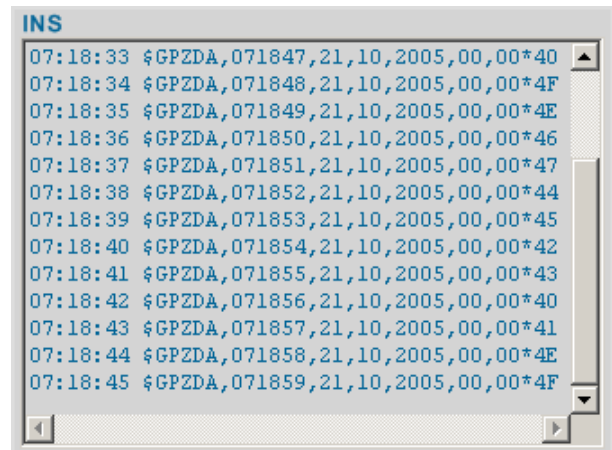 INS
07:18:33 $GPZDA,071847,21,10,2005,00,00*40
07:18:34 $GPZDA,071848,21,10,2005,00,00*4F
07:18:35 $GPZDA,071849,21,10,2005,00,00*4E
07:18:36 $GPZDA,071850,21,10,2005,00,00*46
07:18:37 $GPZDA,071851,21,10,2005,00,00*47
07:18:38 $GPZDA,071852,21,10,2005,00,00*44
07:18:39 $GPZDA,071853,21,10,2005,00,00*45
07:18:40 $GPZDA,071854,21,10,2005,00,00*42
07:18:41 $GPZDA,071855,21,10,2005,00,00*43
07:18:42 $GPZDA,071856,21,10,2005,00,00*40
07:18:43 $GPZDA,071857,21,10,2005,00,00*41
07:18:44 $GPZDA,071858,21,10,2005,00,00*4E
07:18:45 $GPZDA,071859,21,10,2005,00,00*4F